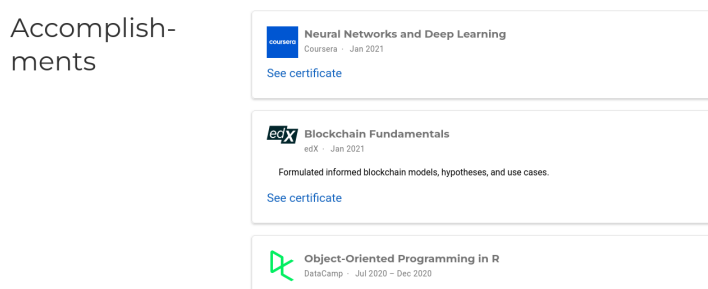 Accomplish-
ments
coursera
Neural Networks and Deep Learning
Coursera · Jan 2021
See certificate
edX
Blockchain Fundamentals
edX · Jan 2021
Formulated informed blockchain models, hypotheses, and use cases.
See certificate
Object-Oriented Programming in R
DataCamp · Jul 2020 – Dec 2020